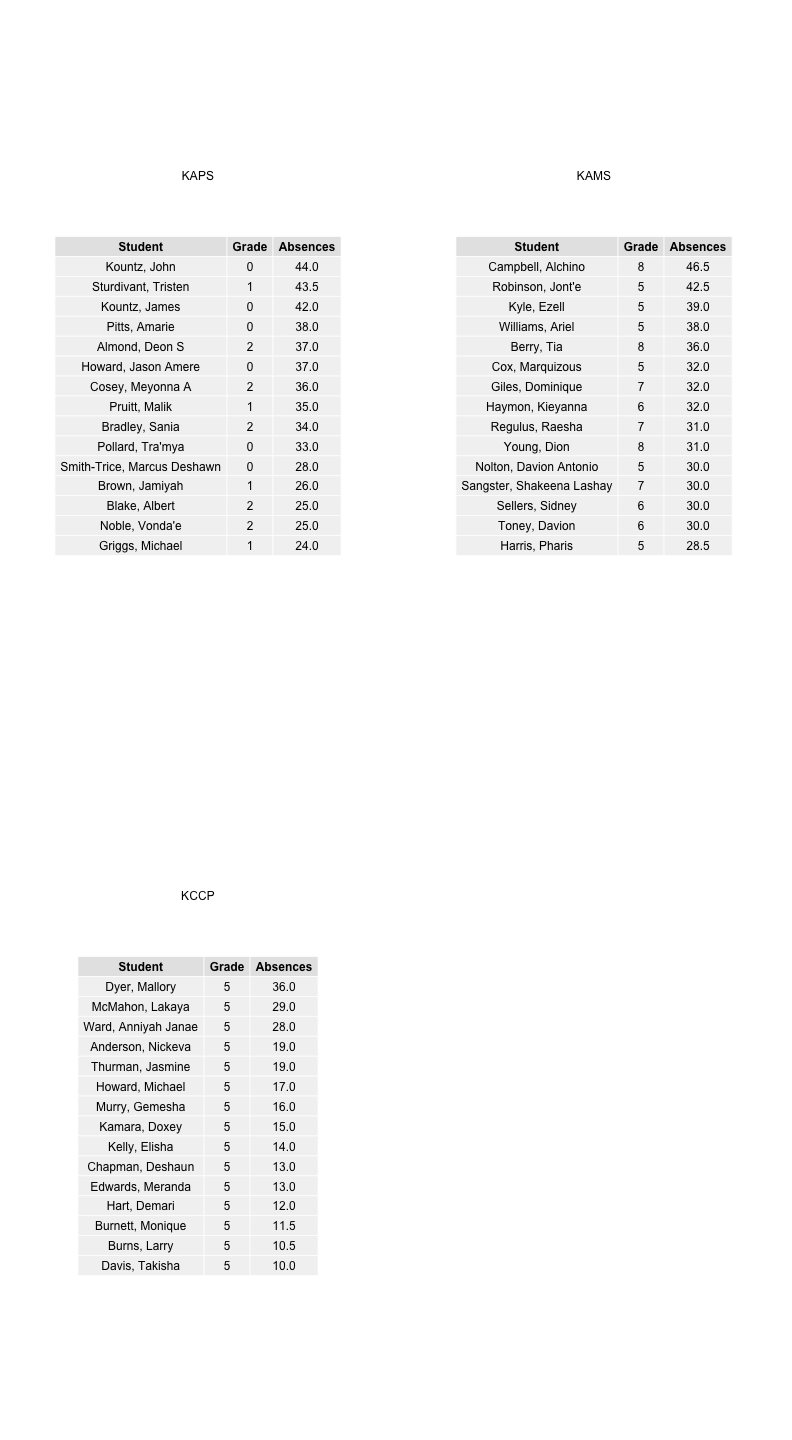 KAPS
Student Grade Absences
Kountz, John 0 44.0
Sturdivant, Tristen 1 43.5
Kountz, James 0 42.0
Pitts, Amarie 0 38.0
Almond, Deon S 2 37.0
Howard, Jason Amere 0 37.0
Cosey, Meyonna A 2 36.0
Pruitt, Malik 1 35.0
Bradley, Sania 2 34.0
Pollard, Tra'mya 0 33.0
Smith-Trice, Marcus Deshawn 0 28.0
Brown, Jamiyah 1 26.0
Blake, Albert 2 25.0
Noble, Vonda'e 2 25.0
Griggs, Michael 1 24.0
KAMS
Student Grade Absences
Campbell, Alchino 8 46.5
Robinson, Jont'e 5 42.5
Kyle, Ezell 5 39.0
Williams, Ariel 5 38.0
Berry, Tia 8 36.0
Cox, Marquizous 5 32.0
Giles, Dominique 7 32.0
Haymon, Kieyanna 6 32.0
Regulus, Raesha 7 31.0
Young, Dion 8 31.0
Nolton, Davion Antonio 5 30.0
Sangster, Shakeena Lashay 7 30.0
Sellers, Sidney 6 30.0
Toney, Davion 6 30.0
Harris, Pharis 5 28.5
KCCP
Student Grade Absences
Dyer, Mallory 5 36.0
McMahon, Lakaya 5 29.0
Ward, Anniyah Janae 5 28.0
Anderson, Nickeva 5 19.0
Thurman, Jasmine 5 19.0
Howard, Michael 5 17.0
Murry, Gemesha 5 16.0
Kamara, Doxey 5 15.0
Kelly, Elisha 5 14.0
Chapman, Deshaun 5 13.0
Edwards, Meranda 5 13.0
Hart, Demari 5 12.0
Burnett, Monique 5 11.5
Burns, Larry 5 10.5
Davis, Takisha 5 10.0